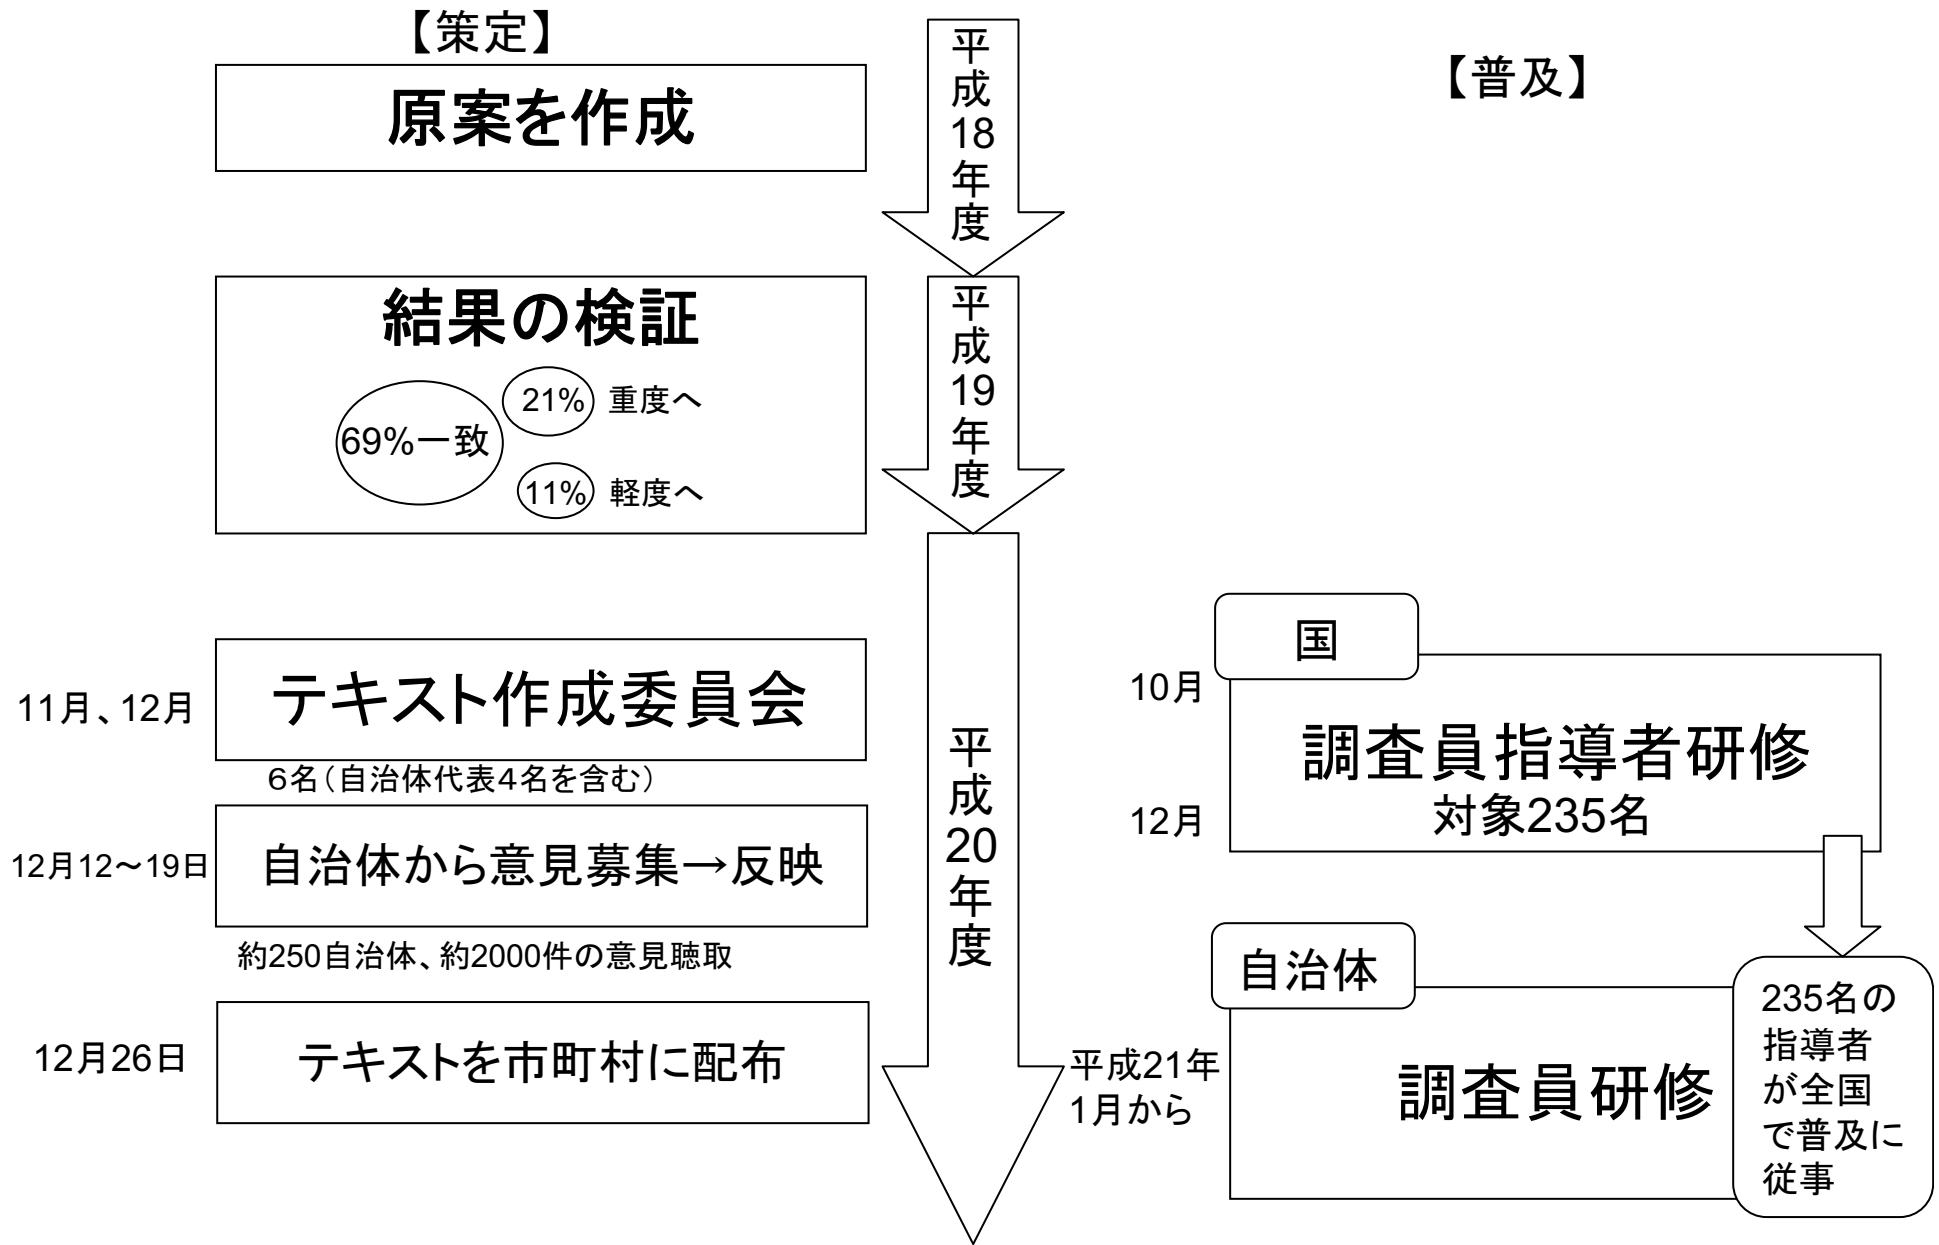 【策定】
原案を作成
平成18年度
【普及】
結果の検証
69%一致
21%
重度へ
11%
軽度へ
平成19年度
11月、12月
テキスト作成委員会
6名（自治体代表4名を含む）
12月12～19日
自治体から意見募集→反映
約250自治体、約2000件の意見聴取
12月26日
テキストを市町村に配布
平成20年度
国
10月
調査員指導者研修
12月
対象235名
自治体
平成21年
1月から
調査員研修
235名の
指導者
が全国
で普及に
従事